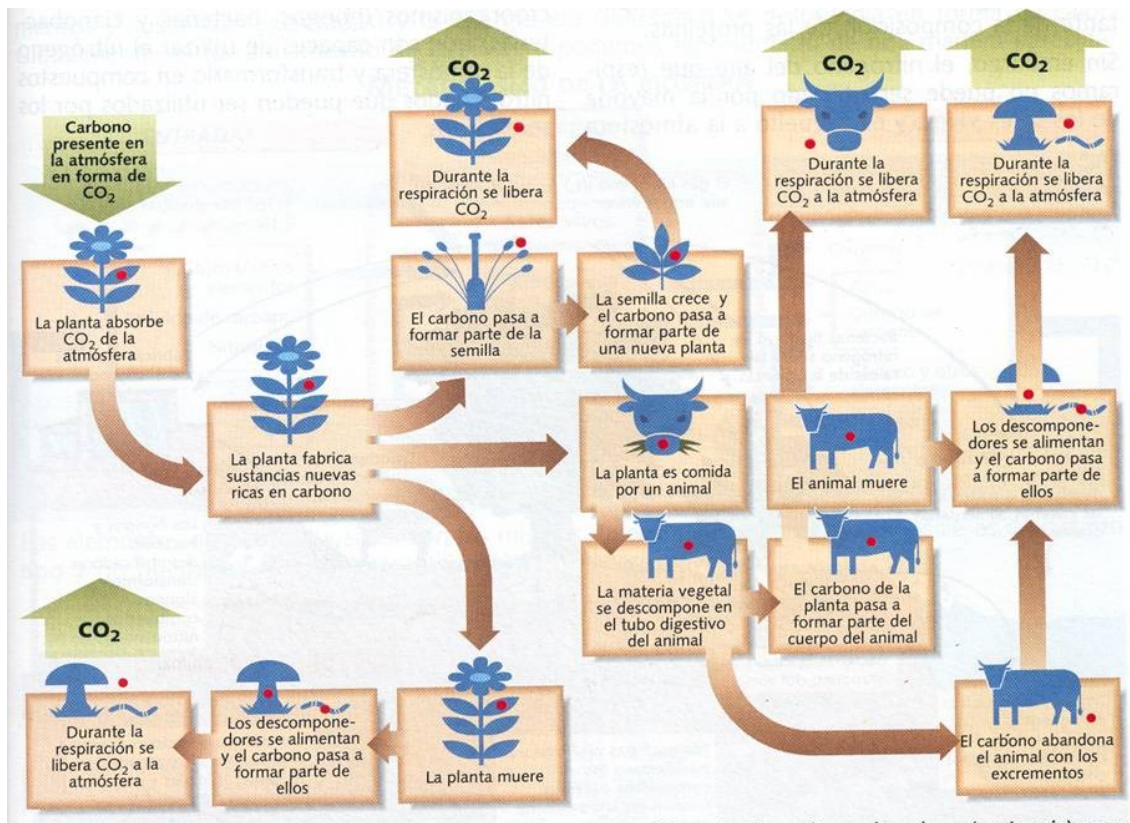 CO₂
CO₂
CO₂
Carbono
presente en
la atmósfera
en forma de
CO₂
Durante la
respiración se libera
CO₂
Durante la
respiración se libera
CO₂ a la atmósfera
Durante la
respiración se libera
CO₂ a la atmósfera
La planta absorbe
CO₂ de la
atmósfera
El carbono pasa a
formar parte de la
semilla
La semilla crece y
el carbono pasa a
formar parte de
una nueva planta
La planta fabrica
sustancias nuevas
ricas en carbono
La planta es comida
por un animal
El animal muere
Los descompone-
dores se alimentan
y el carbono pasa
a formar parte de
ellos
La materia vegetal
se descompone en
el tubo digestivo
del animal
El carbono de la
planta pasa a
formar parte del
cuerpo del animal
CO₂
Durante la
respiración se
libera CO₂ a la
atmósfera
Los descompone-
dores se alimentan
y el carbono pasa a
formar parte de
ellos
La planta muere
El carbono abandona
el animal con los
excrementos